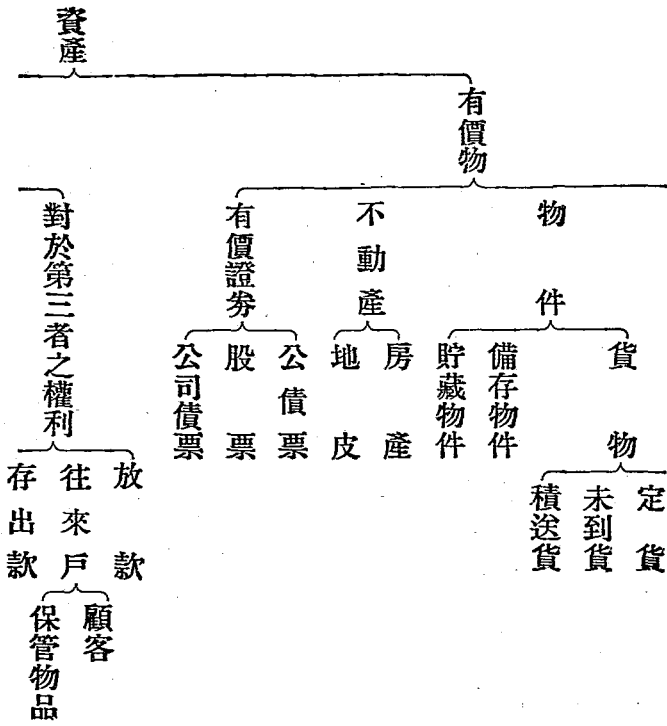 資產
有價物
物件
貨物
定貨
未到貨
積送貨
備存物件
貯藏物件
不動產
房產
地皮
有價證劵
公債票
股票
公司債票
對於第三者之權利
放款
往來戶
顧客
保管物品
存出款